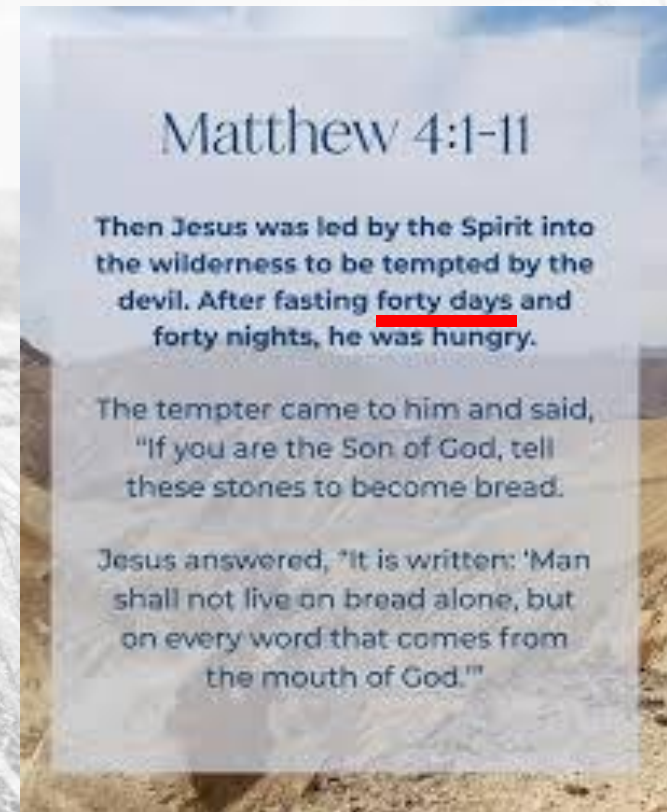 Matthew 4:1-11
Then Jesus was led by the Spirit into
the wilderness to be tempted by the
devil. After fasting forty days and
forty nights, he was hungry.
The tempter came to him and said,
"If you are the Son of God, tell
these stones to become bread.
Jesus answered, "It is written: 'Man
shall not live on bread alone, but
on every word that comes from
the mouth of God.'"